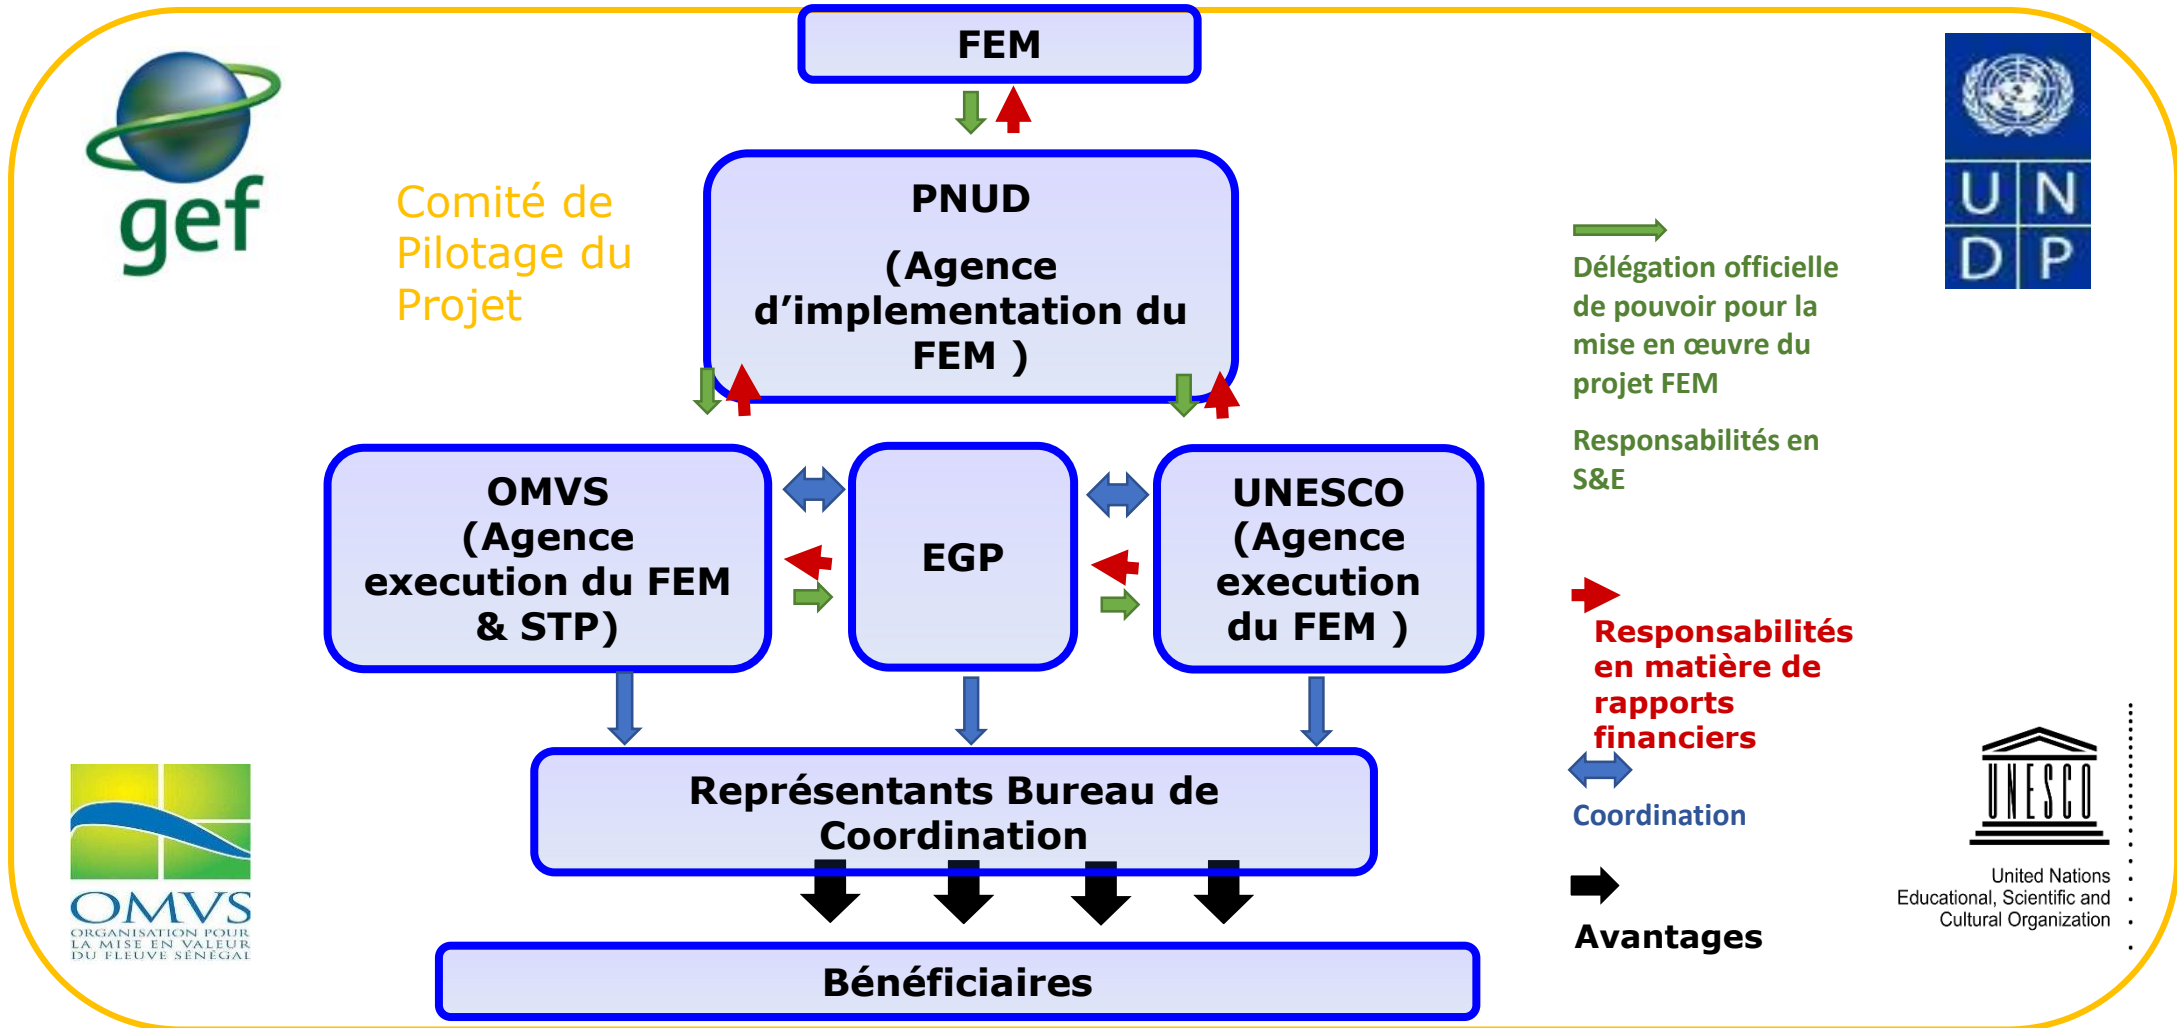 FEM
gef
Comité de
Pilotage du
Projet
PNUD
(Agence
d’implementation du
FEM )
U N
D P
Délégation officielle
de pouvoir pour la
mise en œuvre du
projet FEM
Responsabilités en
S&E
OMVS
(Agence
execution du FEM
& STP)
EGP
UNESCO
(Agence
execution
du FEM )
Responsabilités
en matière de
rapports
financiers
Coordination
Avantages
Représentants Bureau de
Coordination
Bénéficiaires
OMVS
ORGANISATION POUR
LA MISE EN VALEUR
DU FLEUVE SÉNÉGAL
UNESCO
United Nations
Educational, Scientific and
Cultural Organization